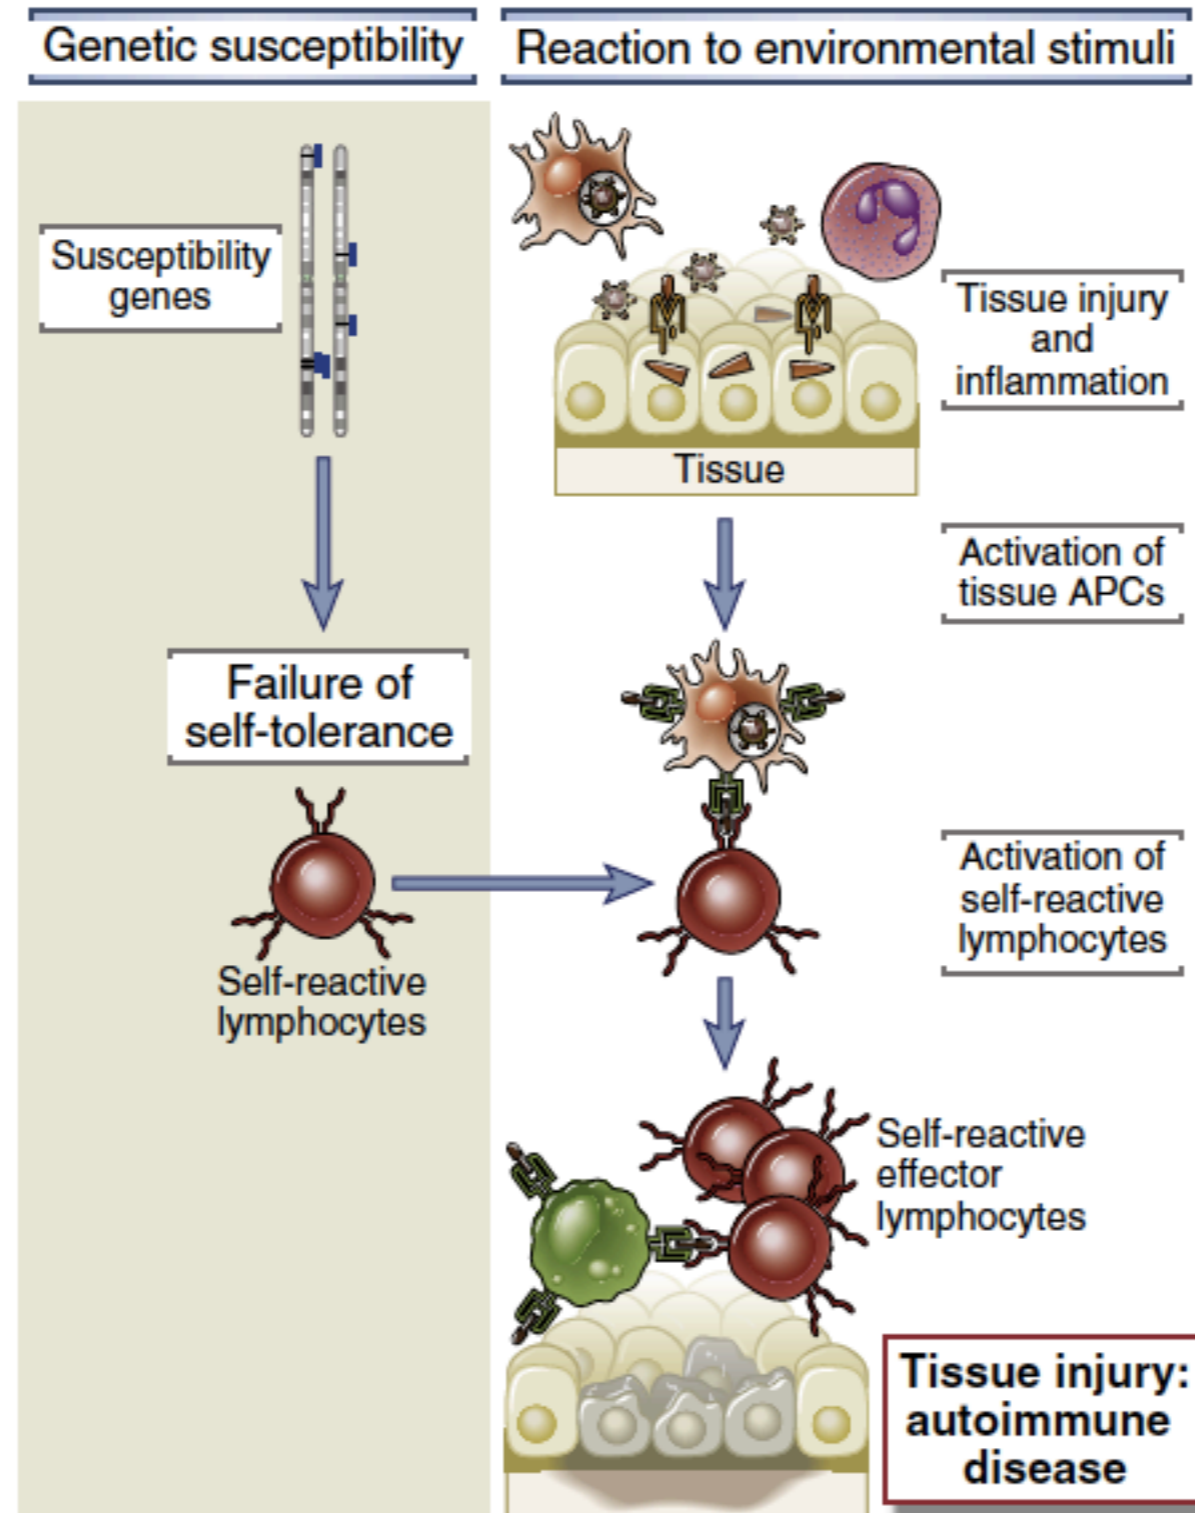 Genetic susceptibility
Reaction to environmental stimuli
Susceptibility
genes
Tissue injury
and
inflammation
Tissue
Activation of
tissue APCs
Failure of
self-tolerance
Activation of
self-reactive
lymphocytes
Self-reactive
lymphocytes
Self-reactive
effector
lymphocytes
Tissue injury:
autoimmune
disease